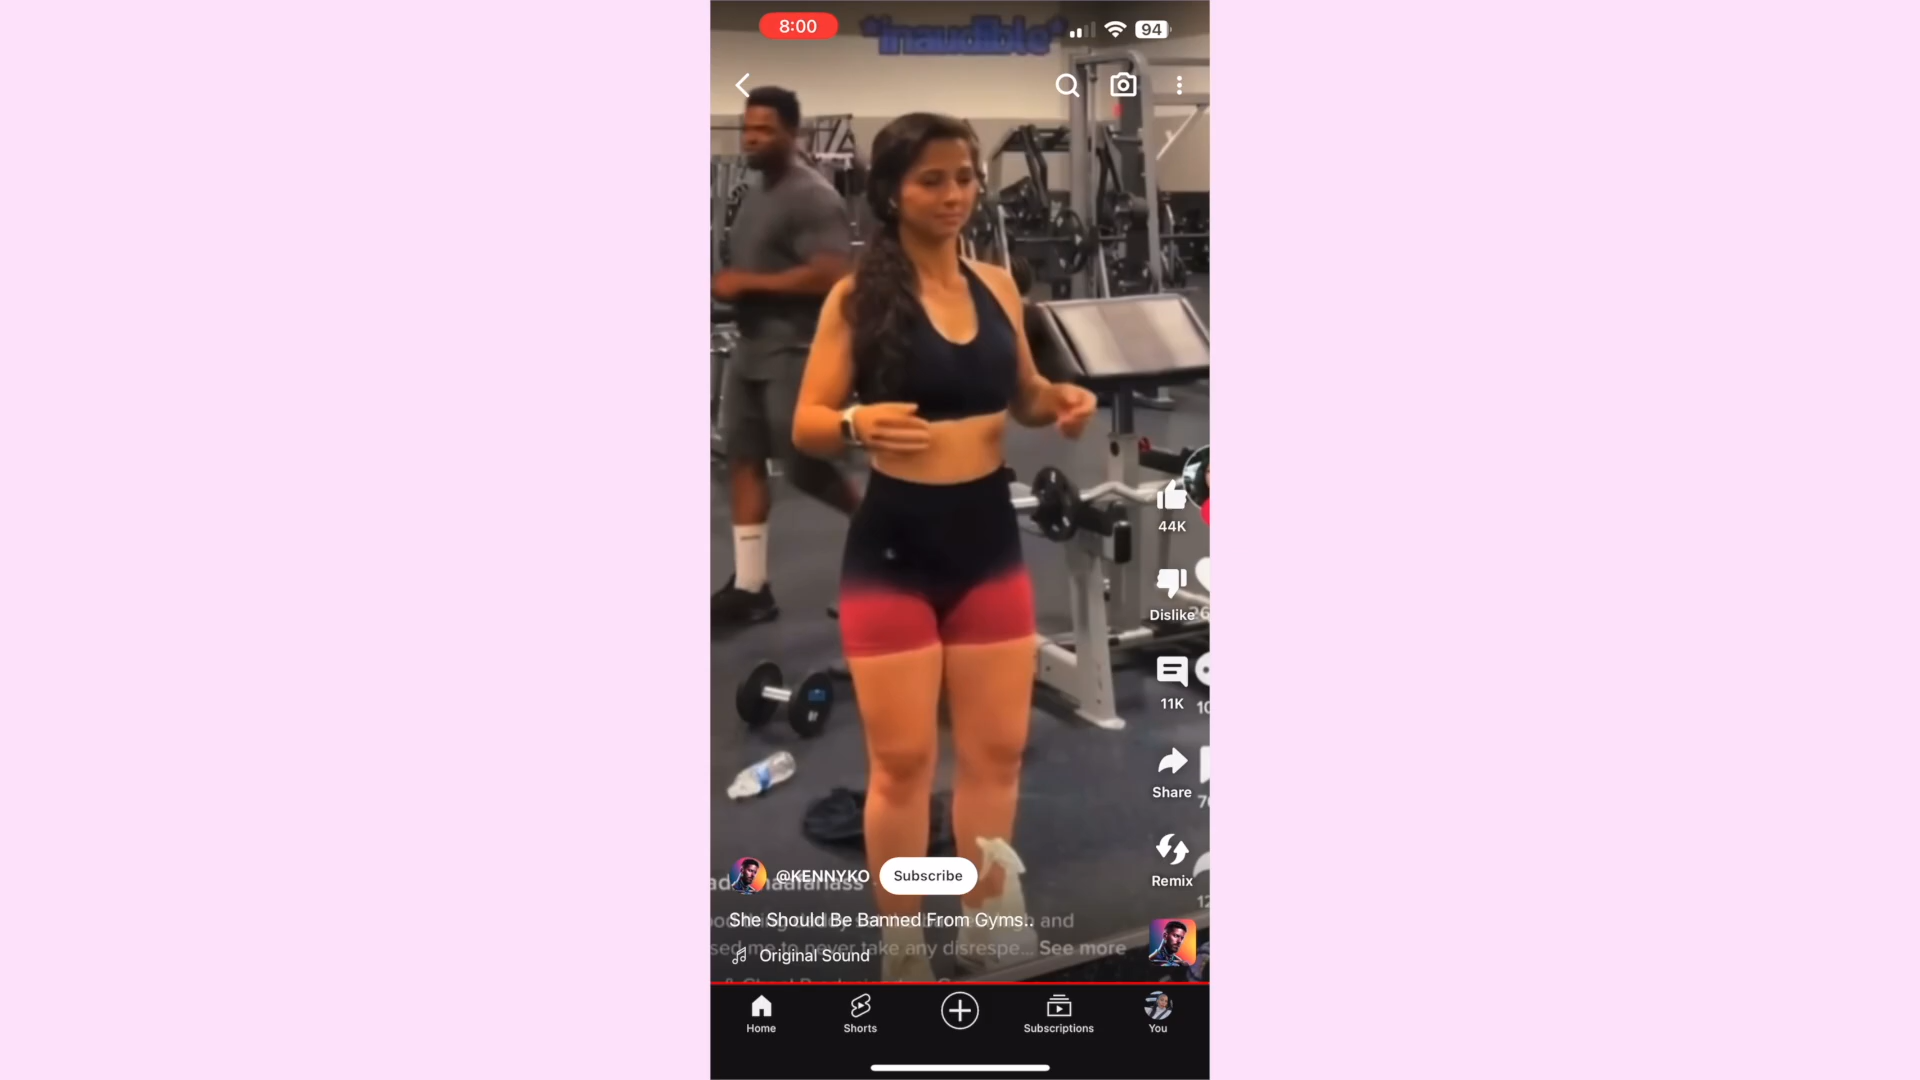 8:00
*inaudible*
94
44K
Dislike
11K
Share
Remix
@KENNYKO
Subscribe
She Should Be Banned From Gyms..
and
See more
Original Sound
Home
Shorts
Subscriptions
You